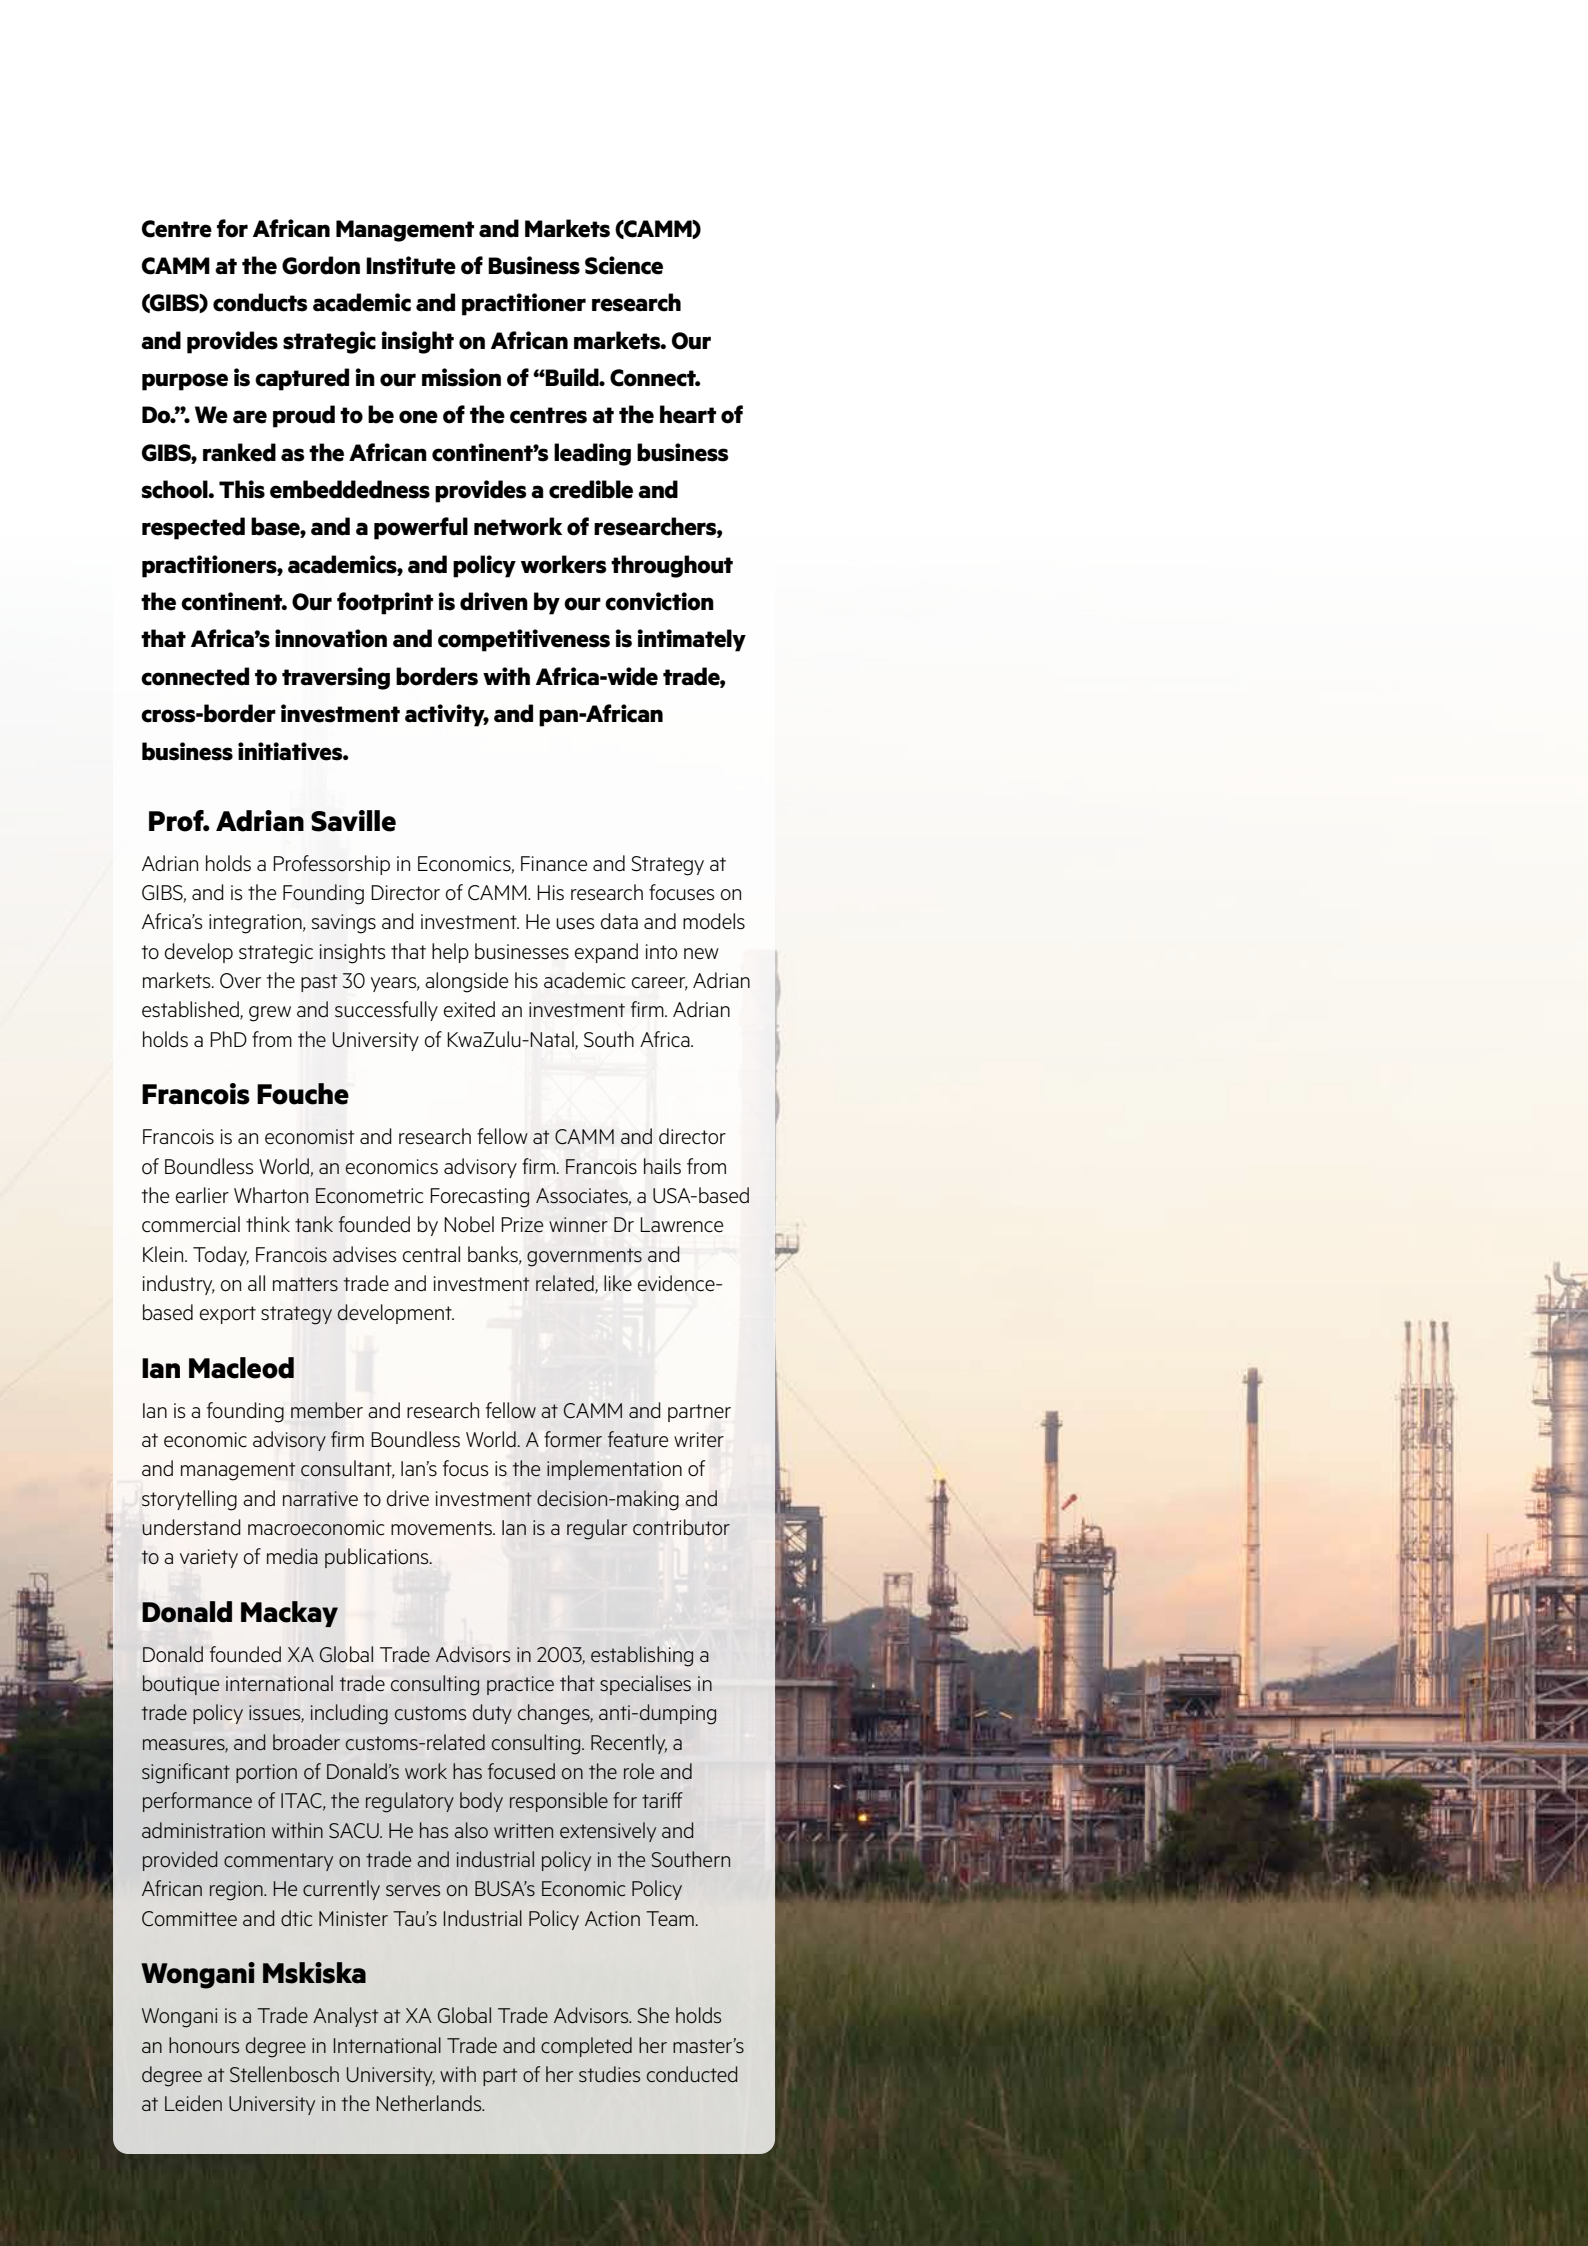 Centre for African Management and Markets (CAMM)
CAMM at the Gordon Institute of Business Science
(GIBS) conducts academic and practitioner research
and provides strategic insight on African markets. Our
purpose is captured in our mission of “Build. Connect.
Do.”. We are proud to be one of the centres at the heart of
GIBS, ranked as the African continent’s leading business
school. This embeddedness provides a credible and
respected base, and a powerful network of researchers,
practitioners, academics, and policy workers throughout
the continent. Our footprint is driven by our conviction
that Africa’s innovation and competitiveness is intimately
connected to traversing borders with Africa-wide trade,
cross-border investment activity, and pan-African
business initiatives.
Prof. Adrian Saville
Adrian holds a Professorship in Economics, Finance and Strategy at
GIBS, and is the Founding Director of CAMM. His research focuses on
Africa’s integration, savings and investment. He uses data and models
to develop strategic insights that help businesses expand into new
markets. Over the past 30 years, alongside his academic career, Adrian
established, grew and successfully exited an investment firm. Adrian
holds a PhD from the University of KwaZulu-Natal, South Africa.
Francois Fouche
Francois is an economist and research fellow at CAMM and director
of Boundless World, an economics advisory firm. Francois hails from
the earlier Wharton Econometric Forecasting Associates, a USA-based
commercial think tank founded by Nobel Prize winner Dr Lawrence
Klein. Today, Francois advises central banks, governments and
industry, on all matters trade and investment related, like evidence-
based export strategy development.
Ian Macleod
Ian is a founding member and research fellow at CAMM and partner
at economic advisory firm Boundless World. A former feature writer
and management consultant, Ian’s focus is the implementation of
storytelling and narrative to drive investment decision-making and
understand macroeconomic movements. Ian is a regular contributor
to a variety of media publications.
Donald Mackay
Donald founded XA Global Trade Advisors in 2003, establishing a
boutique international trade consulting practice that specialises in
trade policy issues, including customs duty changes, anti-dumping
measures, and broader customs-related consulting. Recently, a
significant portion of Donald’s work has focused on the role and
performance of ITAC, the regulatory body responsible for tariff
administration within SACU. He has also written extensively and
provided commentary on trade and industrial policy in the Southern
African region. He currently serves on BUSA’s Economic Policy
Committee and dtic Minister Tau’s Industrial Policy Action Team.
Wongani Mskiska
Wongani is a Trade Analyst at XA Global Trade Advisors. She holds
an honours degree in International Trade and completed her master’s
degree at Stellenbosch University, with part of her studies conducted
at Leiden University in the Netherlands.